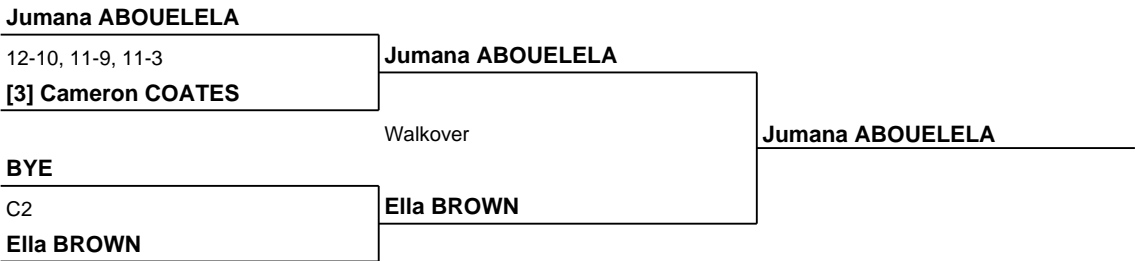 Jumana ABOUELELA
12-10, 11-9, 11-3
Jumana ABOUELELA
[3] Cameron COATES
Walkover
Jumana ABOUELELA
BYE
C2
Ella BROWN
Ella BROWN